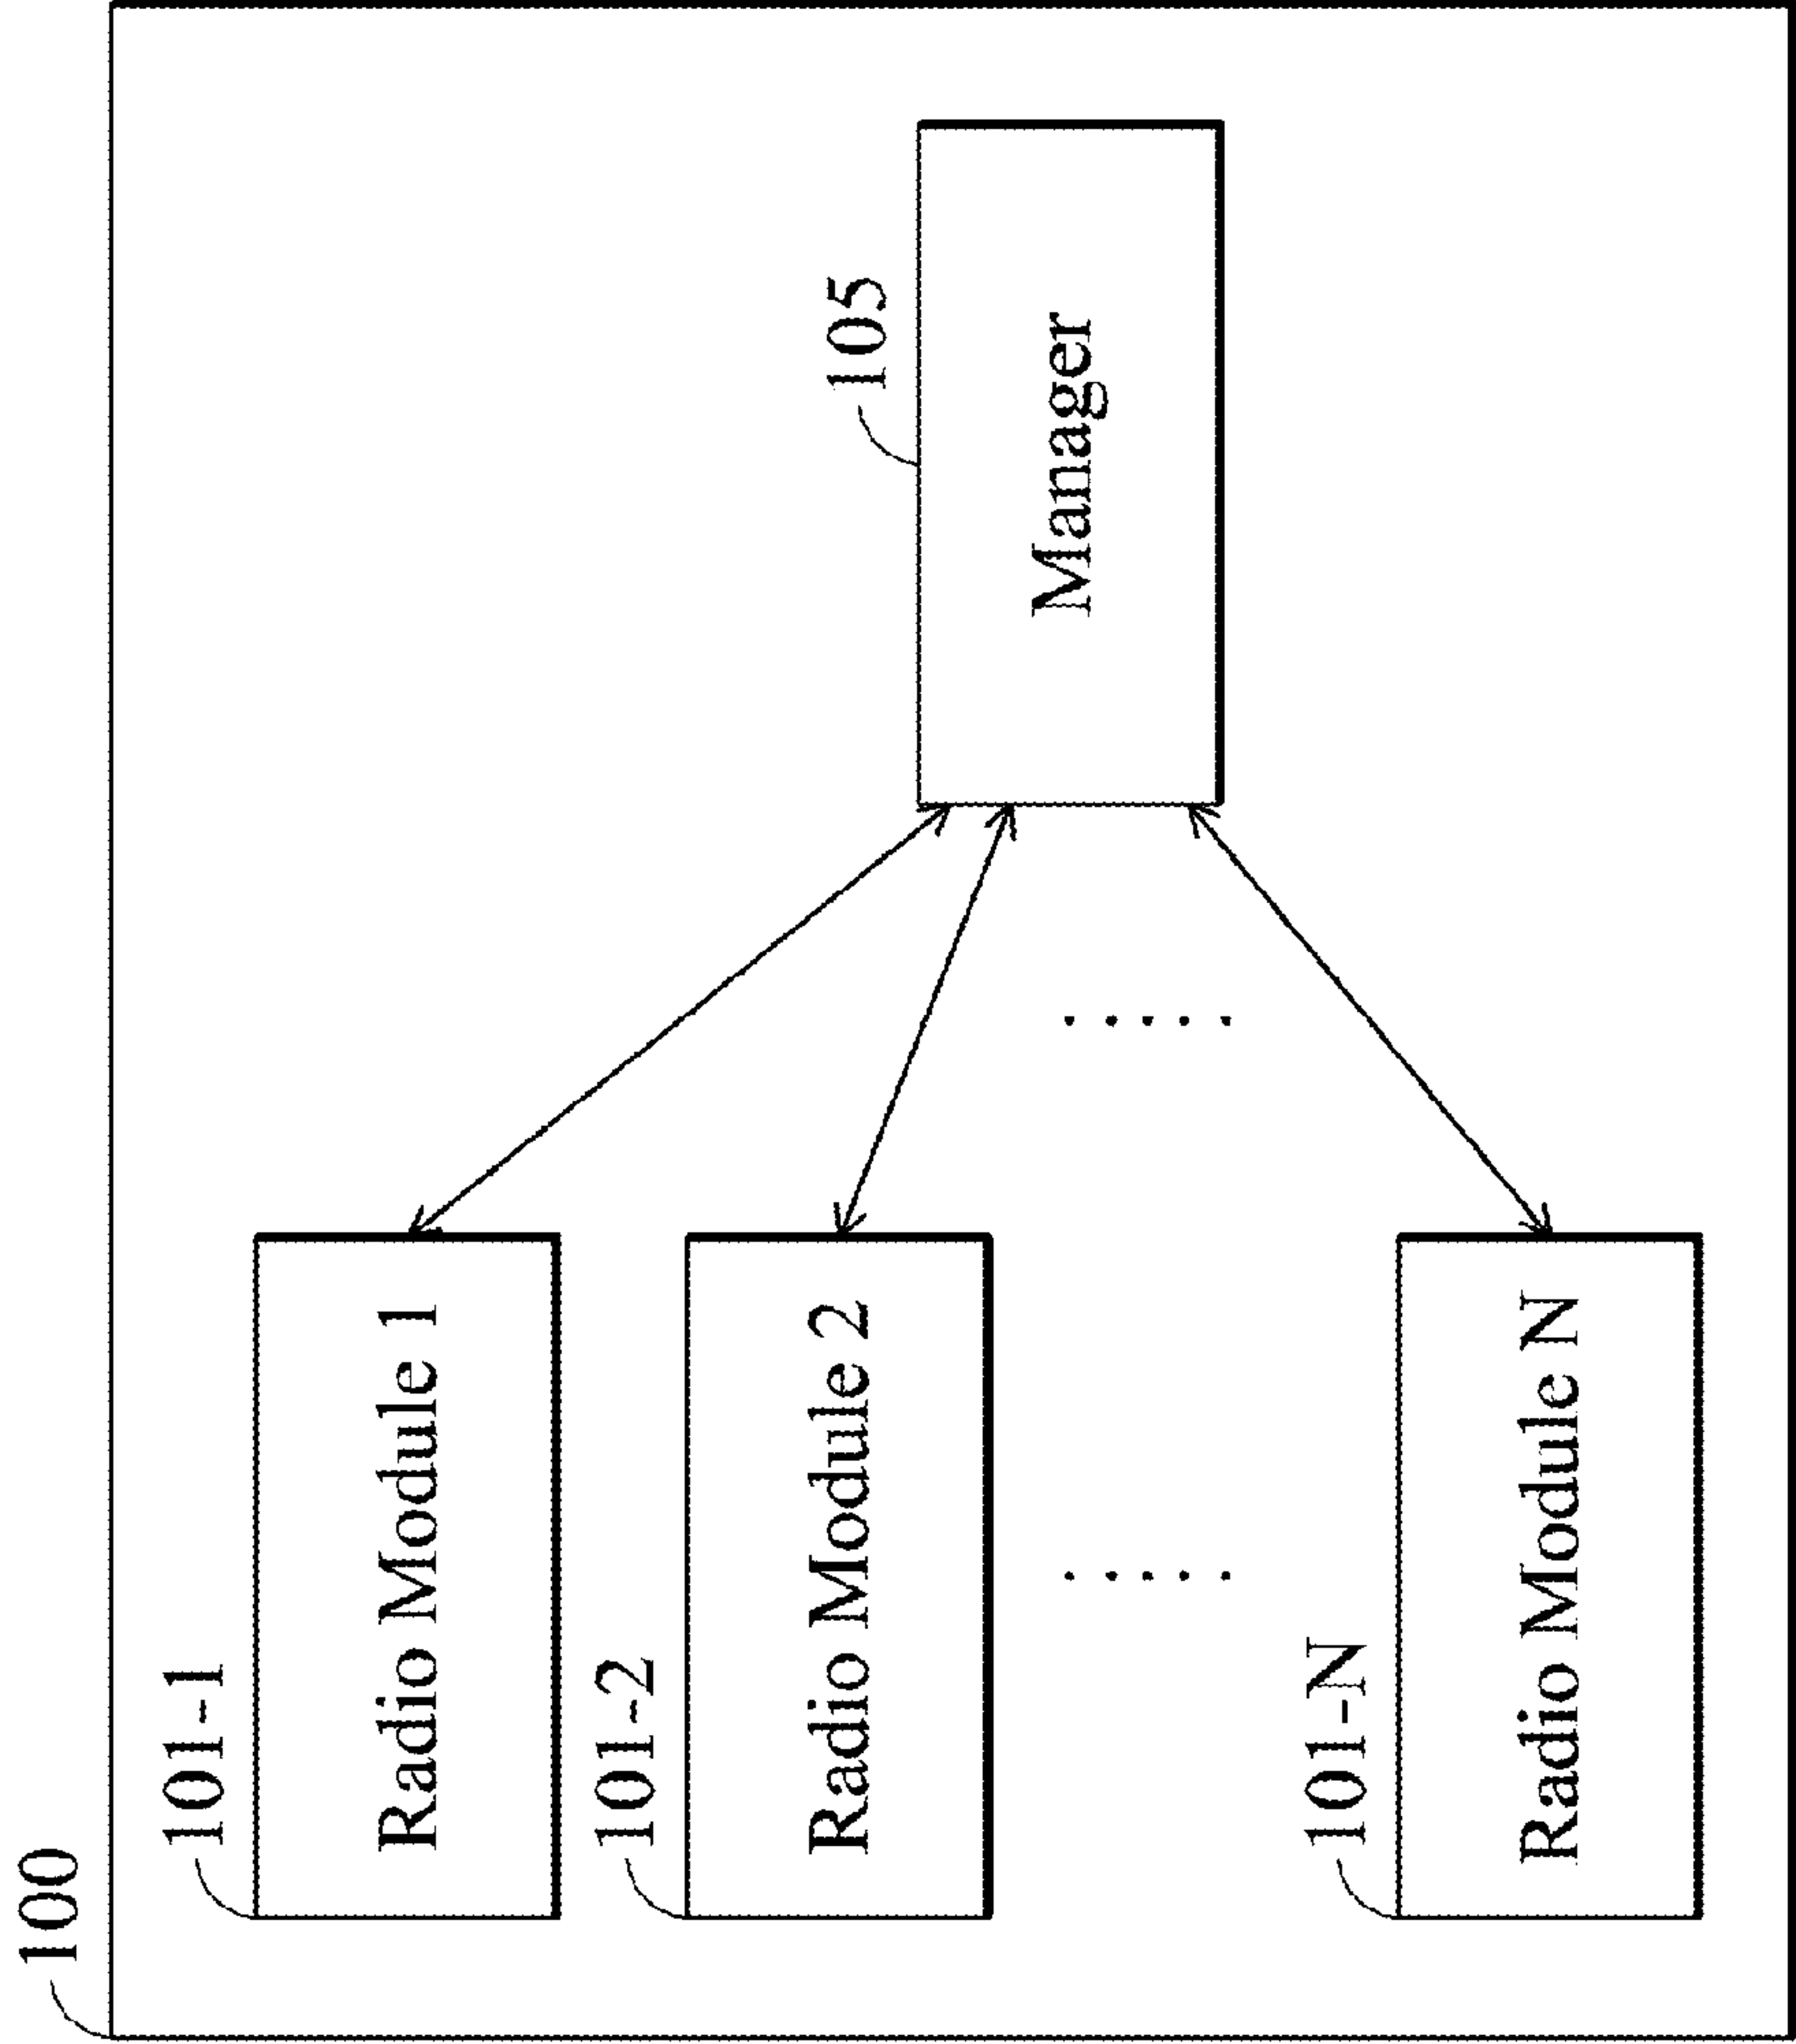 100
101-1
Radio Module 1
101-2
Radio Module 2
.....
101-N
Radio Module N
.....
105
Manager